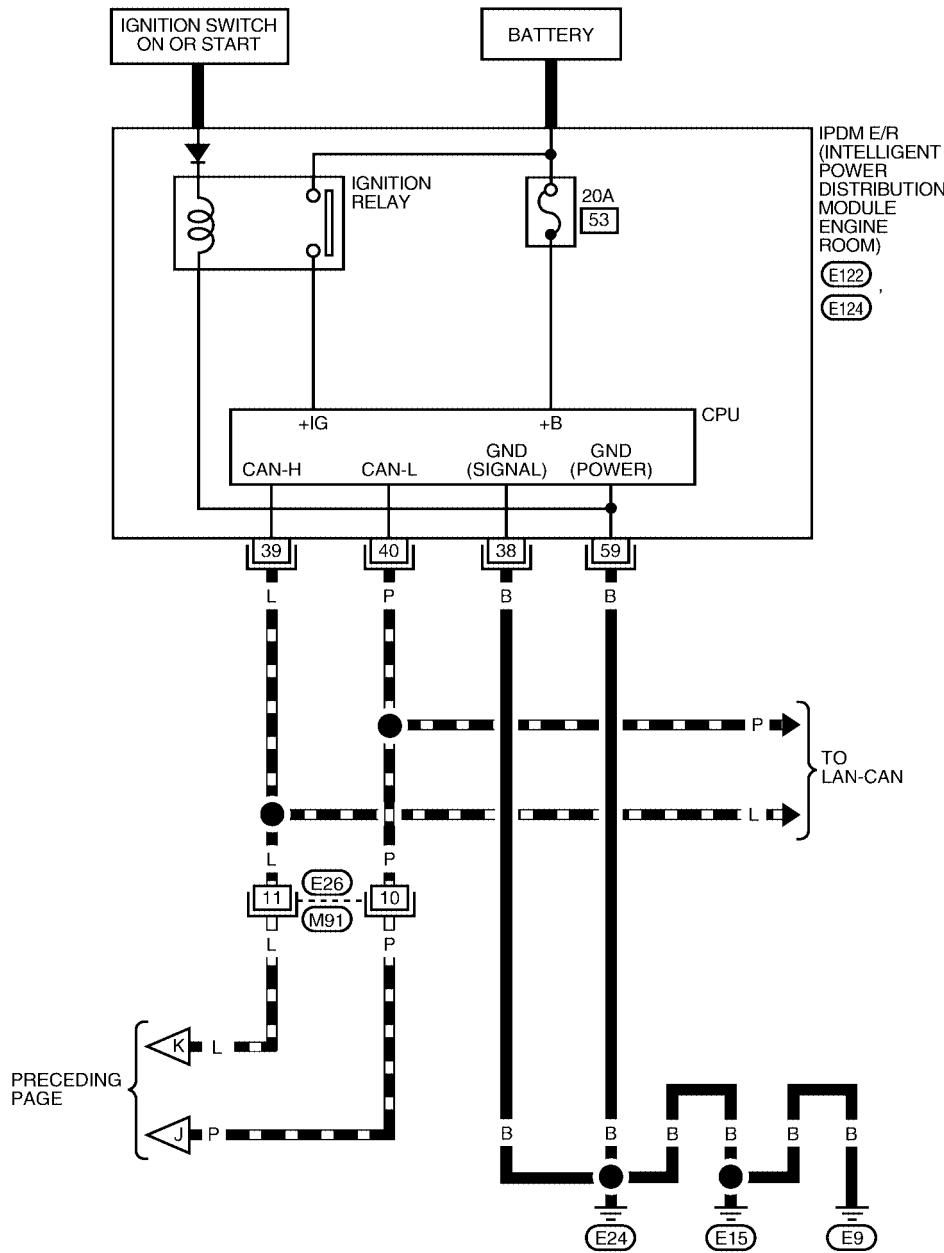 IGNITION SWITCH
ON OR START
BATTERY
IPDM E/R
(INTELLIGENT
POWER
DISTRIBUTION
MODULE
ENGINE
ROOM)
E122 ,
E124
IGNITION
RELAY
20A
53
CPU
+IG
+B
CAN-H
CAN-L
GND
(SIGNAL)
GND
(POWER)
39
40
38
59
L
P
B
B
P
TO
LAN-CAN
L
L
P
11
E26
10
M91
L
P
K
L
PRECEDING
PAGE
J
P
B
B
B
B
B
B
E24
E15
E9